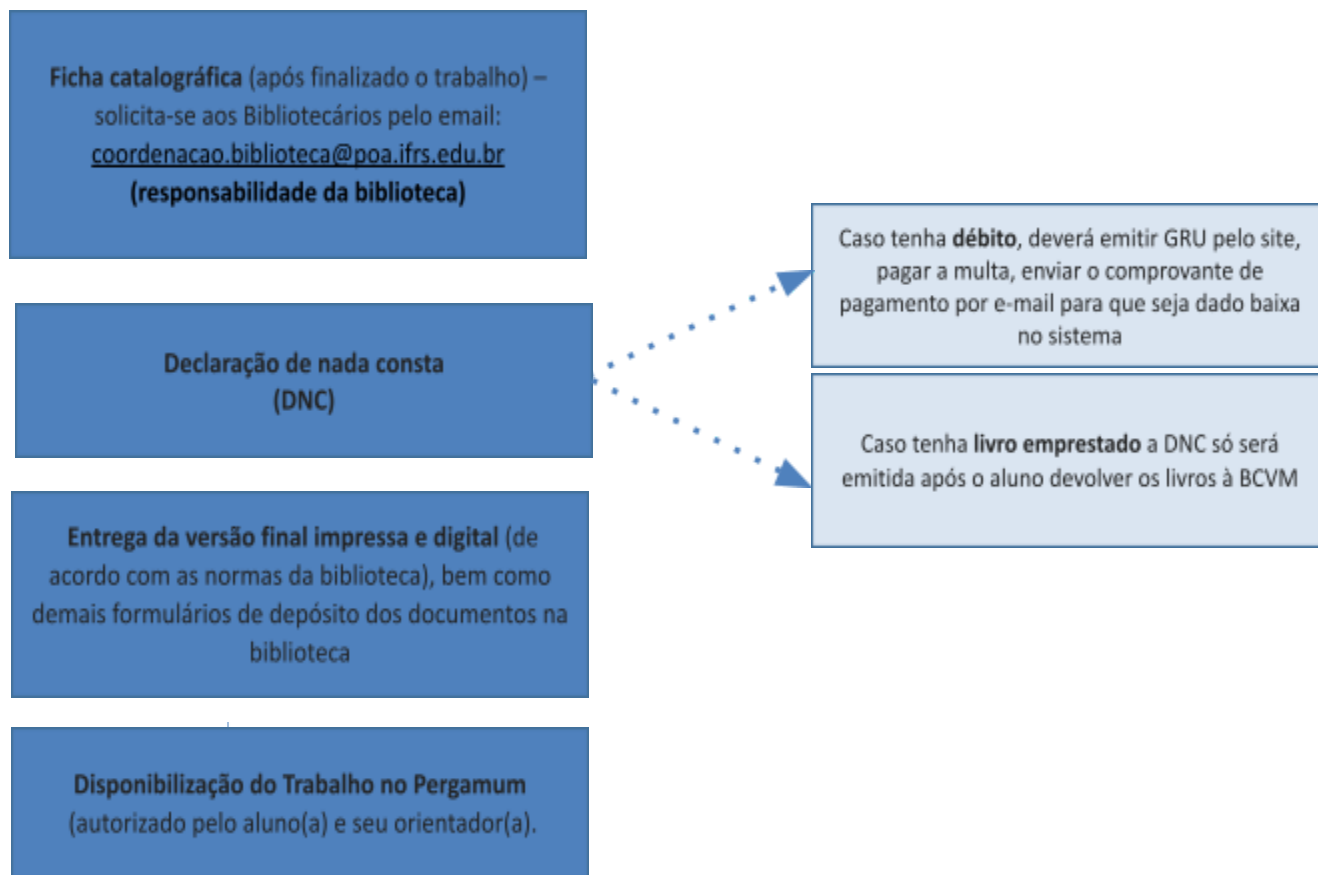 Ficha catalográfica (após finalizado o trabalho) –
solicita-se aos Bibliotecários pelo email:
coordenacao.biblioteca@poa.ifrs.edu.br
(responsabilidade da biblioteca)
Declaração de nada consta
(DNC)
Caso tenha débito, deverá emitir GRU pelo site,
pagar a multa, enviar o comprovante de
pagamento por e-mail para que seja dado baixa
no sistema
Caso tenha livro emprestado a DNC só será
emitida após o aluno devolver os livros à BCVM
Entrega da versão final impressa e digital (de
acordo com as normas da biblioteca), bem como
demais formulários de depósito dos documentos na
biblioteca
Disponibilização do Trabalho no Pergamum
(autorizado pelo aluno(a) e seu orientador(a).